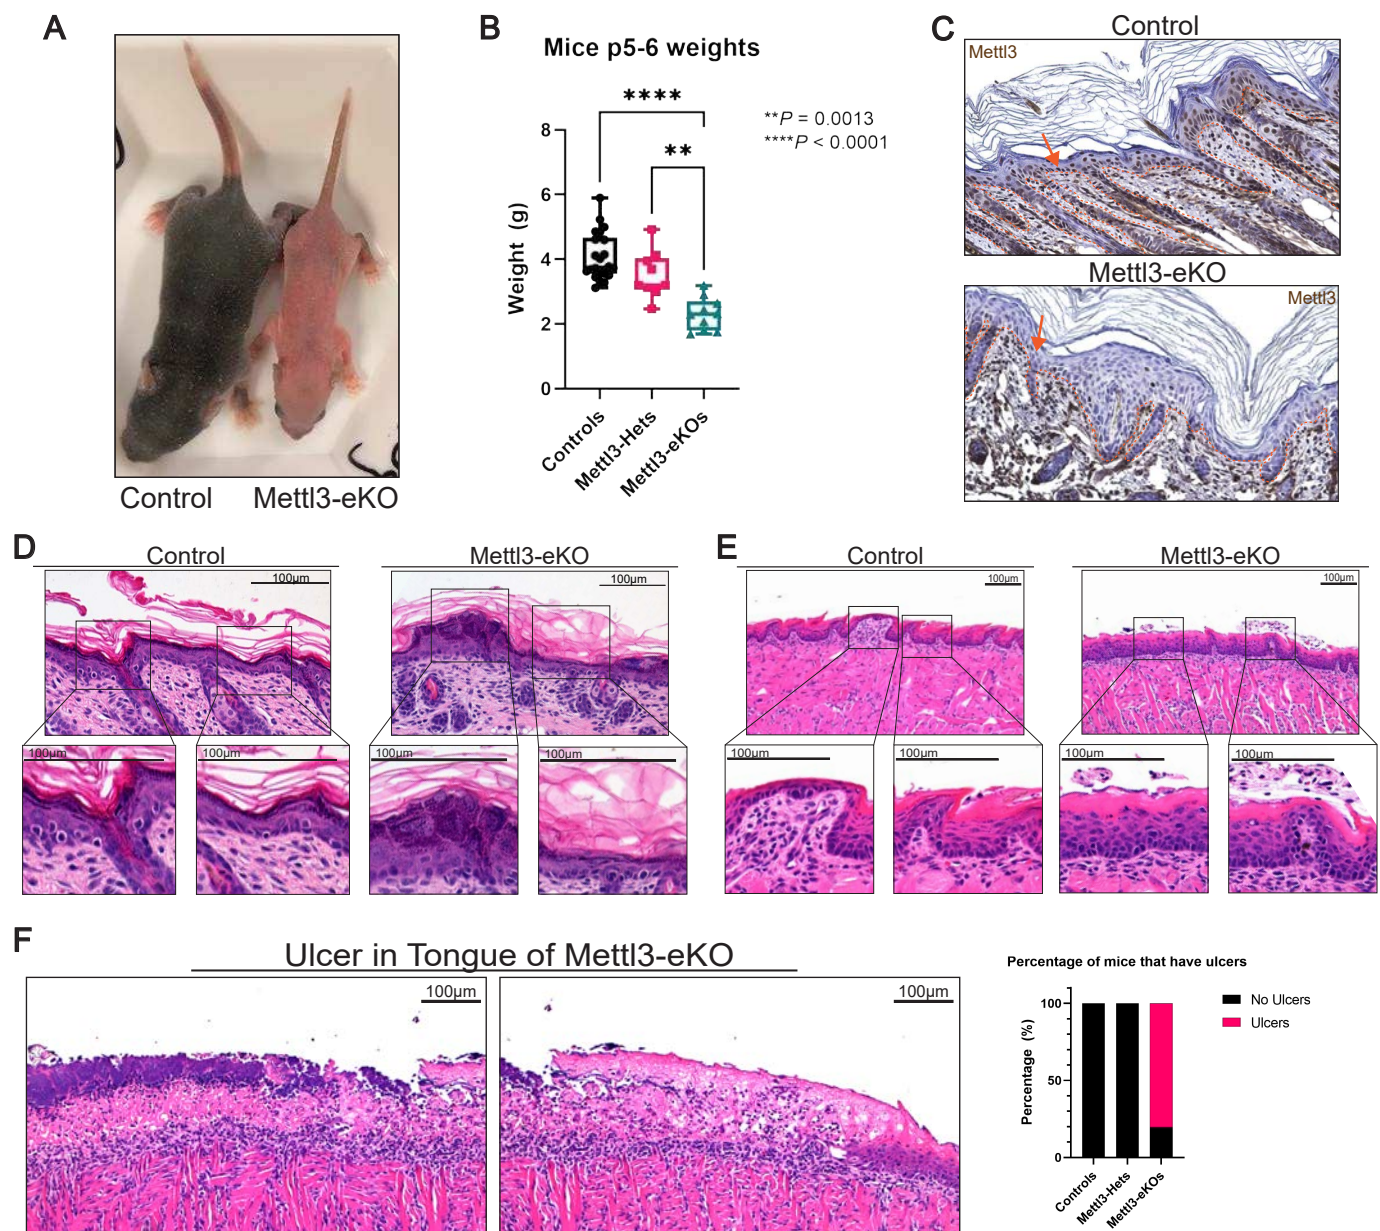 A
Control
Mettl3-eKO
B
Mice p5-6 weights
****
**
**P = 0.0013
****P < 0.0001
8
6
4
2
0
Weight (g)
Controls
Mettl3-Hets
Mettl3-eKOs
C
Control
Mettl3
Mettl3-eKO
Mettl3
D
Control
Mettl3-eKO
100µm
100µm
100µm
100µm
100µm
100µm
E
Control
Mettl3-eKO
100µm
100µm
100µm
100µm
100µm
100µm
F
Ulcer in Tongue of Mettl3-eKO
100µm
100µm
Percentage of mice that have ulcers
100
50
0
Percentage (%)
No Ulcers
Ulcers
Controls
Mettl3-Hets
Mettl3-eKOs